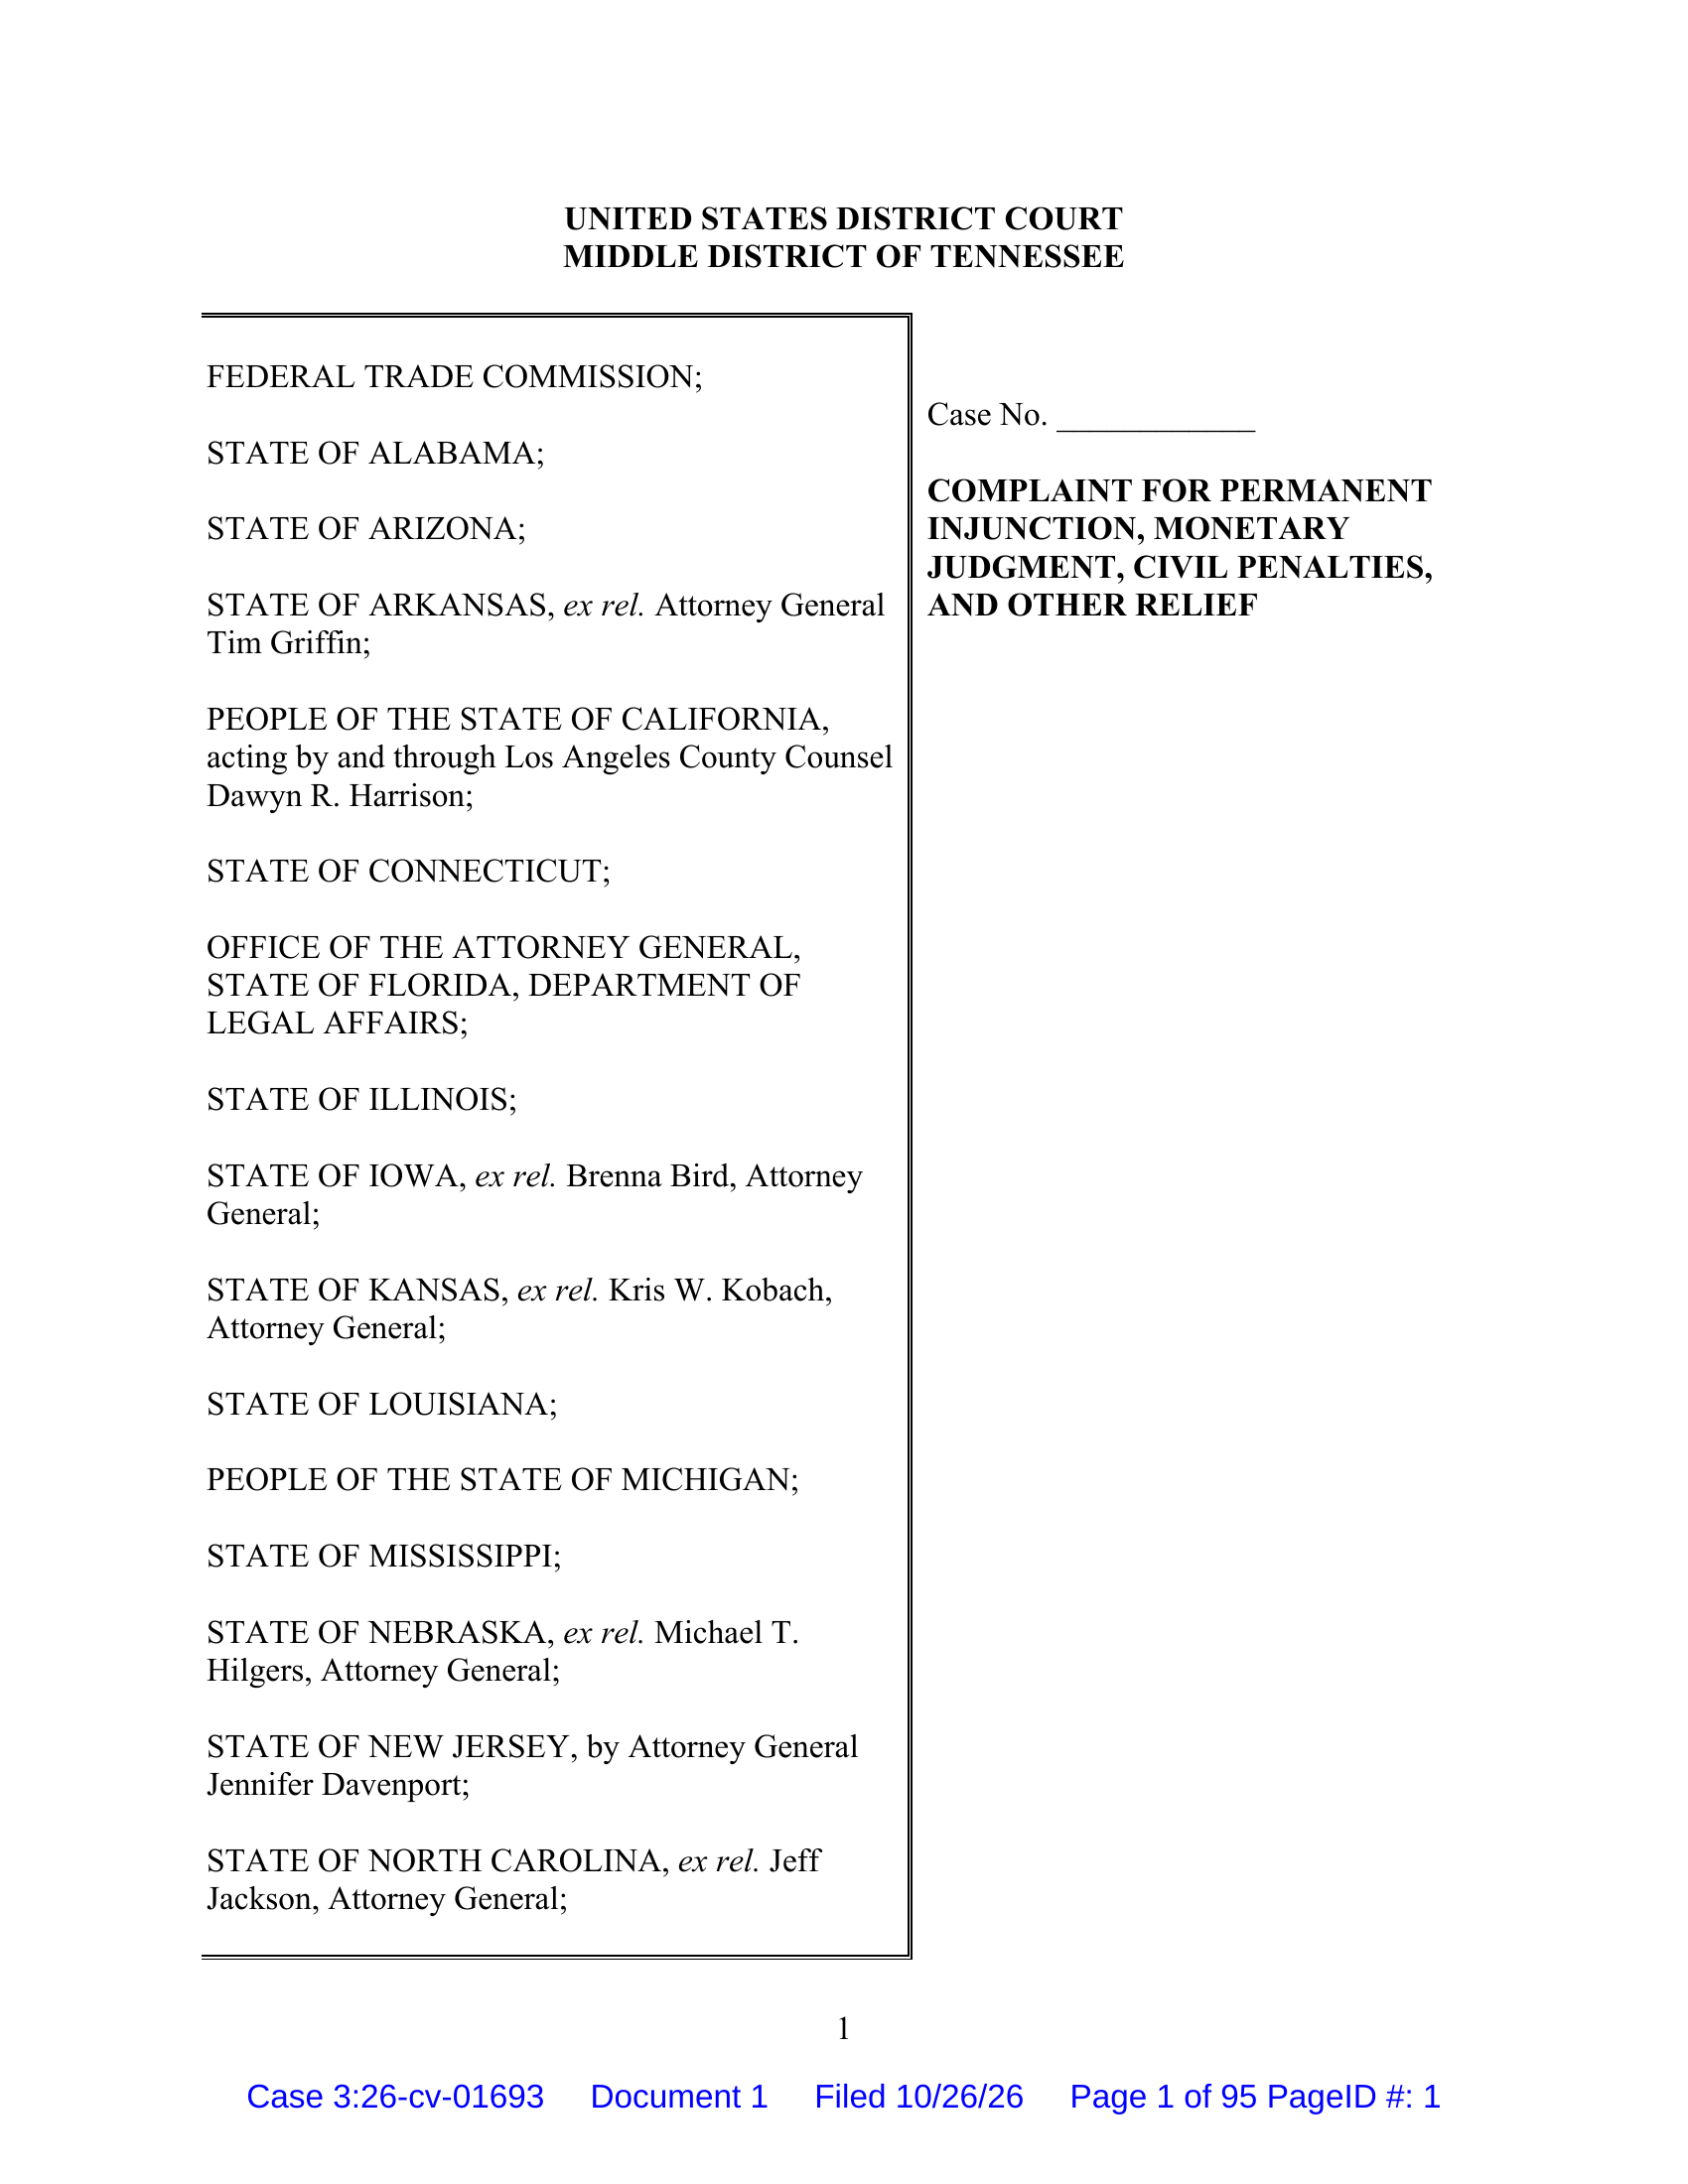 UNITED STATES DISTRICT COURT
MIDDLE DISTRICT OF TENNESSEE
FEDERAL TRADE COMMISSION;
STATE OF ALABAMA;
STATE OF ARIZONA;
STATE OF ARKANSAS, ex rel. Attorney General
Tim Griffin;
PEOPLE OF THE STATE OF CALIFORNIA,
acting by and through Los Angeles County Counsel
Dawyn R. Harrison;
STATE OF CONNECTICUT;
OFFICE OF THE ATTORNEY GENERAL,
STATE OF FLORIDA, DEPARTMENT OF
LEGAL AFFAIRS;
STATE OF ILLINOIS;
STATE OF IOWA, ex rel. Brenna Bird, Attorney
General;
STATE OF KANSAS, ex rel. Kris W. Kobach,
Attorney General;
STATE OF LOUISIANA;
PEOPLE OF THE STATE OF MICHIGAN;
STATE OF MISSISSIPPI;
STATE OF NEBRASKA, ex rel. Michael T.
Hilgers, Attorney General;
STATE OF NEW JERSEY, by Attorney General
Jennifer Davenport;
STATE OF NORTH CAROLINA, ex rel. Jeff
Jackson, Attorney General;
Case No. ____________
COMPLAINT FOR PERMANENT
INJUNCTION, MONETARY
JUDGMENT, CIVIL PENALTIES,
AND OTHER RELIEF
1
Case 3:26-cv-01693 Document 1 Filed 10/26/26 Page 1 of 95 PageID #: 1